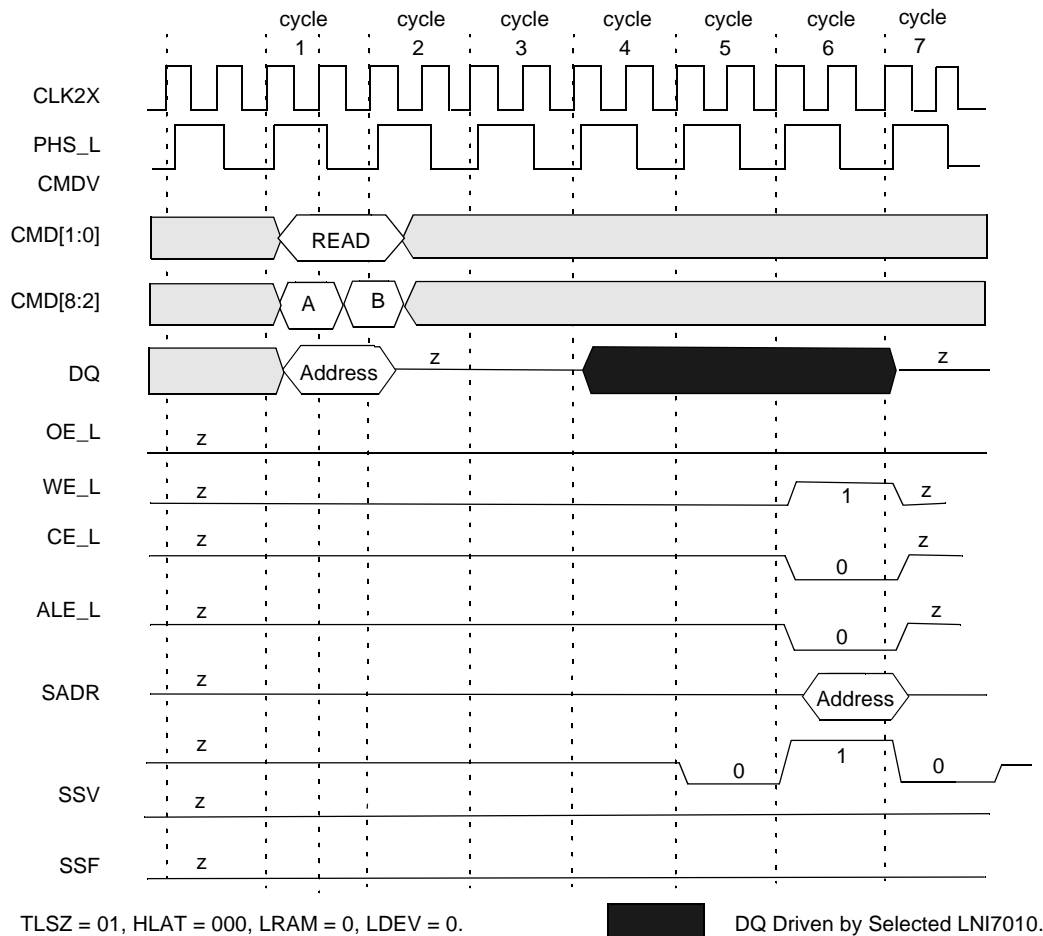 cycle cycle cycle cycle cycle cycle cycle
1 2 3 4 5 6 7
CLK2X
PHS_L
CMDV
CMD[1:0] READ
CMD[8:2] A B
DQ Address z z
OE_L z
WE_L z 1 z
CE_L z 0 z
ALE_L z 0 z
SADR z Address
z 0 1 0
SSV z
SSF z
TLSZ = 01, HLAT = 000, LRAM = 0, LDEV = 0. DQ Driven by Selected LNI7010.